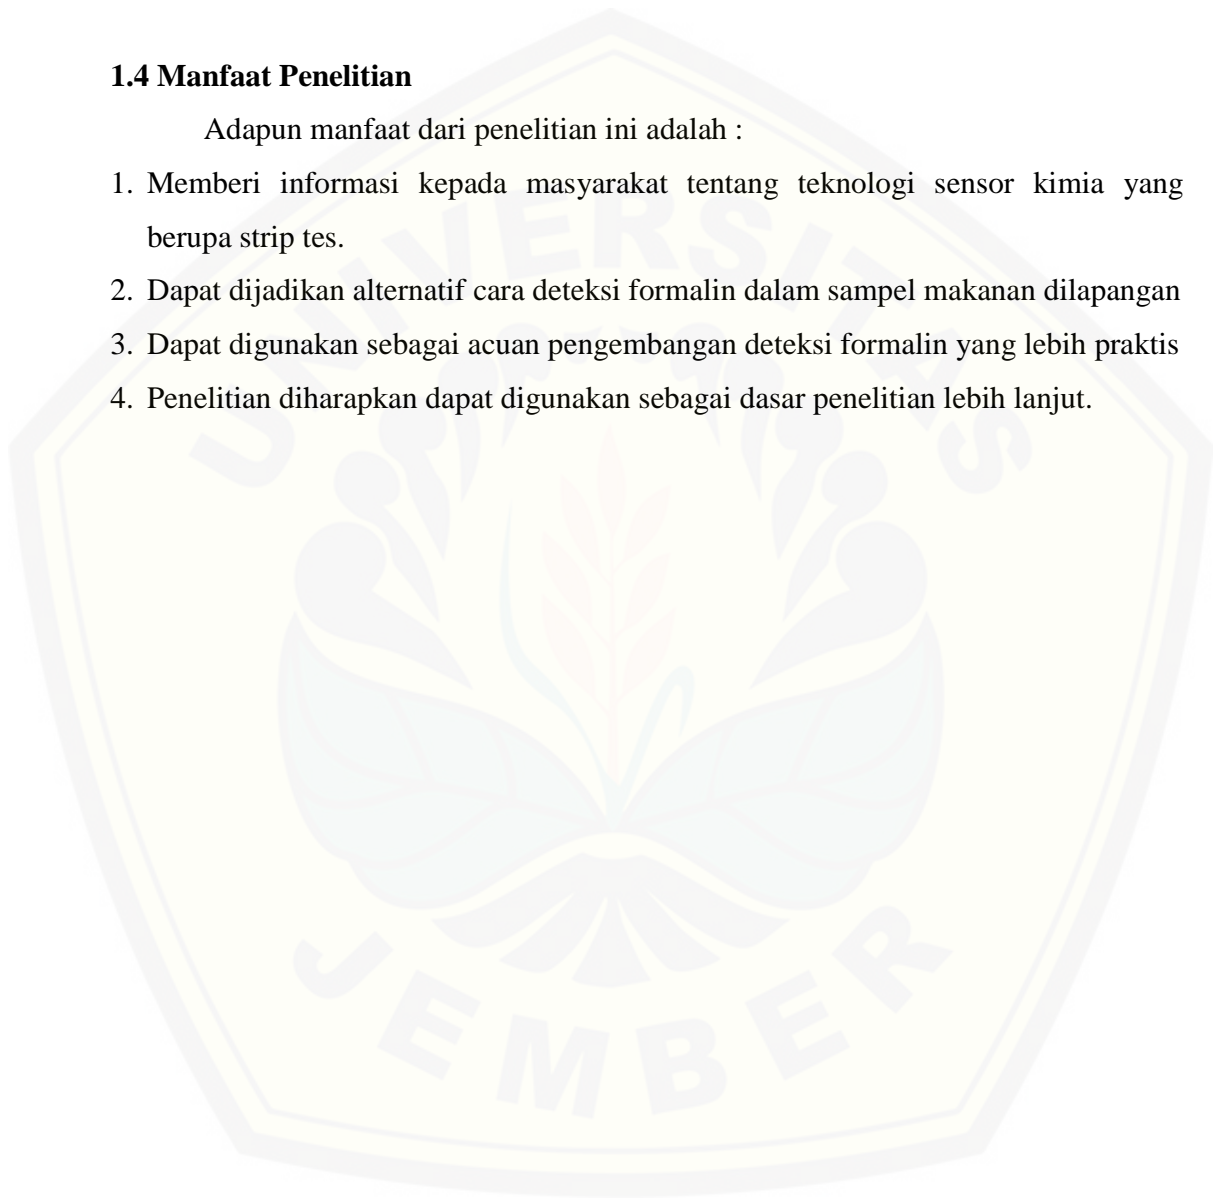 1.4 Manfaat Penelitian
Adapun manfaat dari penelitian ini adalah :
1. Memberi informasi kepada masyarakat tentang teknologi sensor kimia yang
berupa strip tes.
2. Dapat dijadikan alternatif cara deteksi formalin dalam sampel makanan dilapangan
3. Dapat digunakan sebagai acuan pengembangan deteksi formalin yang lebih praktis
4. Penelitian diharapkan dapat digunakan sebagai dasar penelitian lebih lanjut.
UNIVERSITAS
JEMBER